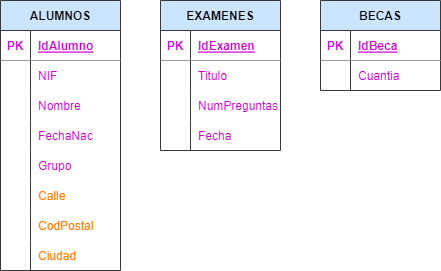 ALUMNOS
PK IdAlumno
NIF
Nombre
FechaNac
Grupo
Calle
CodPostal
Ciudad
EXAMENES
PK IdExamen
Titulo
NumPreguntas
Fecha
BECAS
PK IdBeca
Cuantia